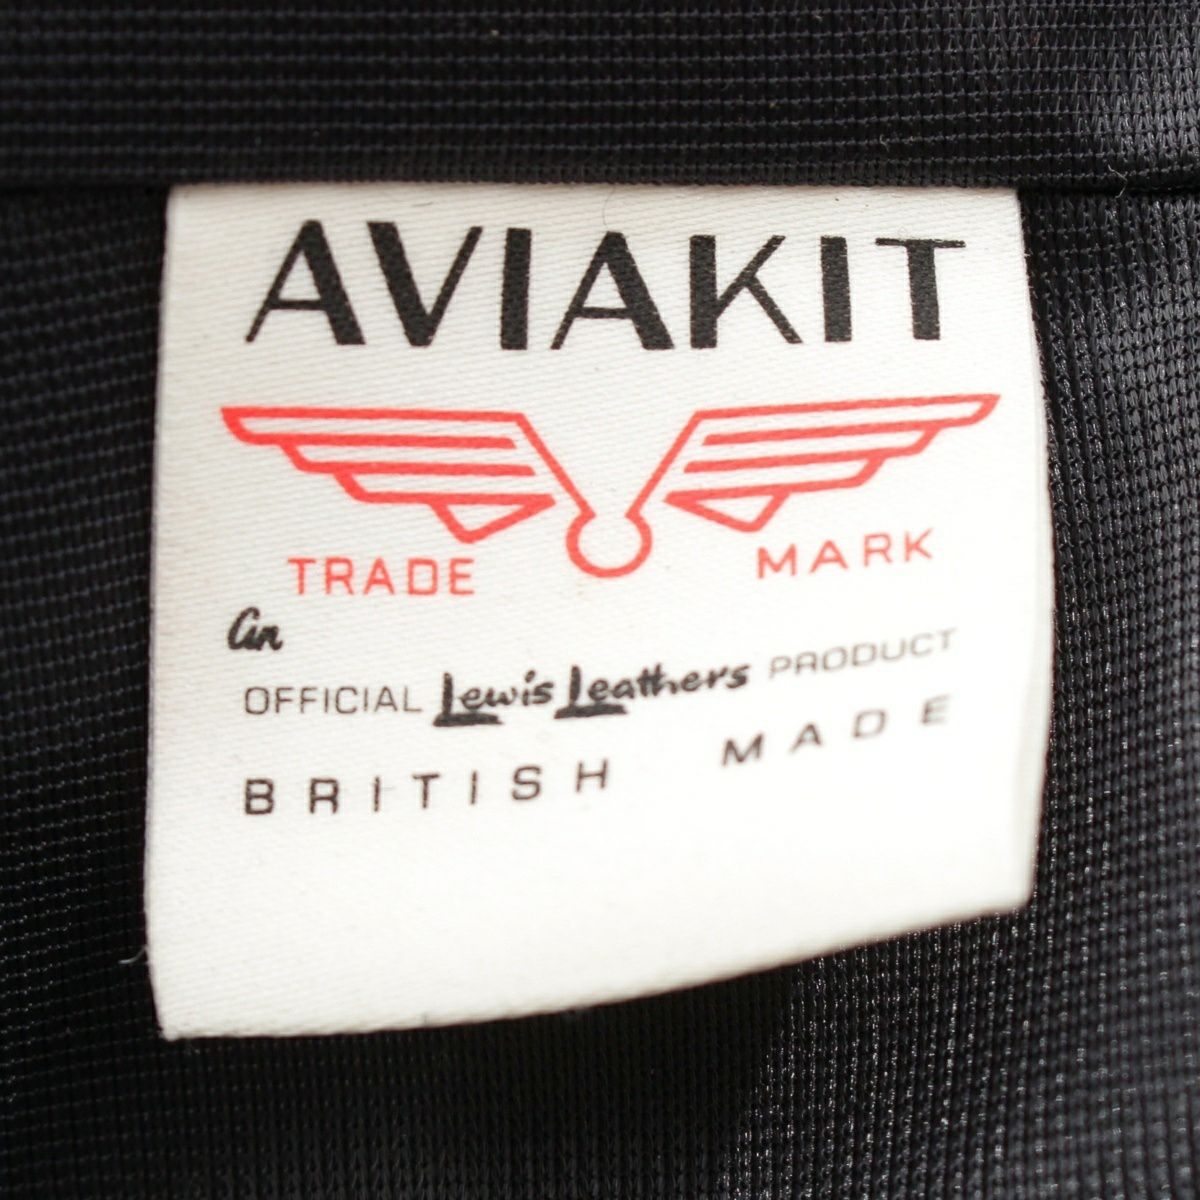 AVIAKIT
TRADE MARK
An
OFFICIAL Lewis Leathers PRODUCT
BRITISH MADE